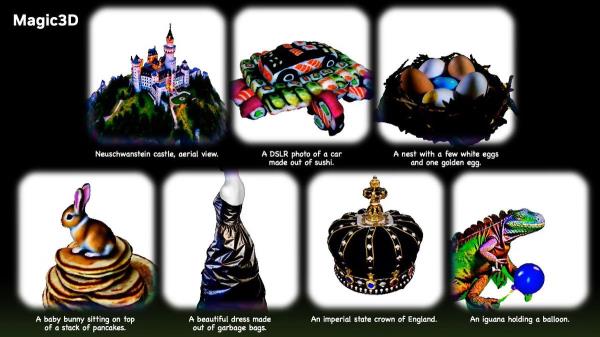 Magic3D
Neuschwanstein castle, aerial view.
A DSLR photo of a car
made out of sushi.
A nest with a few white eggs
and one golden egg.
A baby bunny sitting on top
of a stack of pancakes.
A beautiful dress made
out of garbage bags.
An imperial state crown of England.
An iguana holding a balloon.